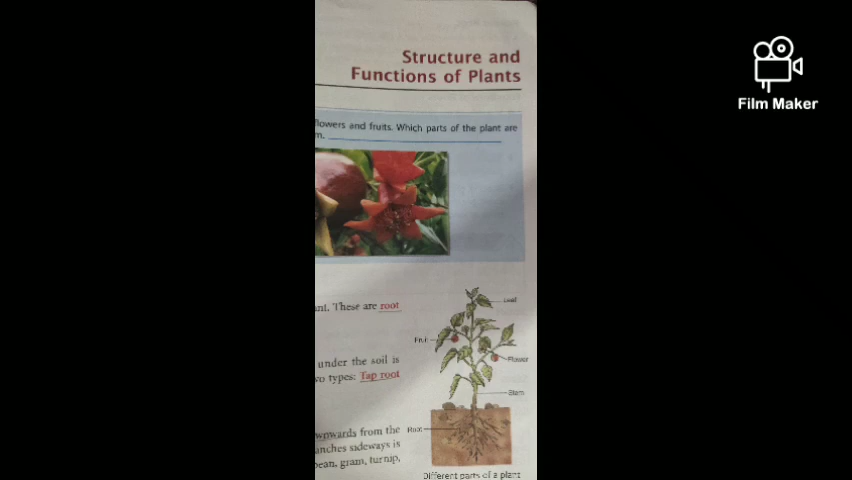 Structure and
Functions of Plants
flowers and fruits. Which parts of the plant are
m.
ant. These are root
under the soil is
wo types: Tap root
wnwards from the
anches sideways is
bean, gram, turnip,
Leaf
Fruit
Flower
Stem
Root
Different parts of a plant
Film Maker